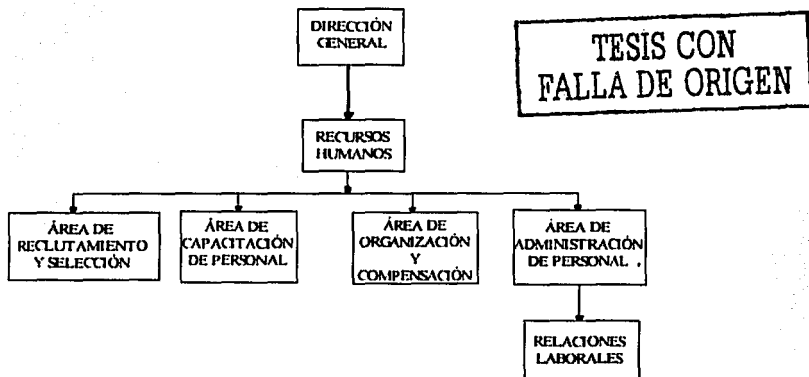 DIRECCIÓN
GENERAL
TESIS CON
FALLA DE ORIGEN
RECURSOS
HUMANOS
ÁREA DE
RECLUTAMIENTO
Y SELECCIÓN
ÁREA DE
CAPACITACIÓN
DE PERSONAL
ÁREA DE
ORGANIZACIÓN
Y
COMPENSACIÓN
ÁREA DE
ADMINISTRACIÓN
DE PERSONAL .
RELACIONES
LABORALES